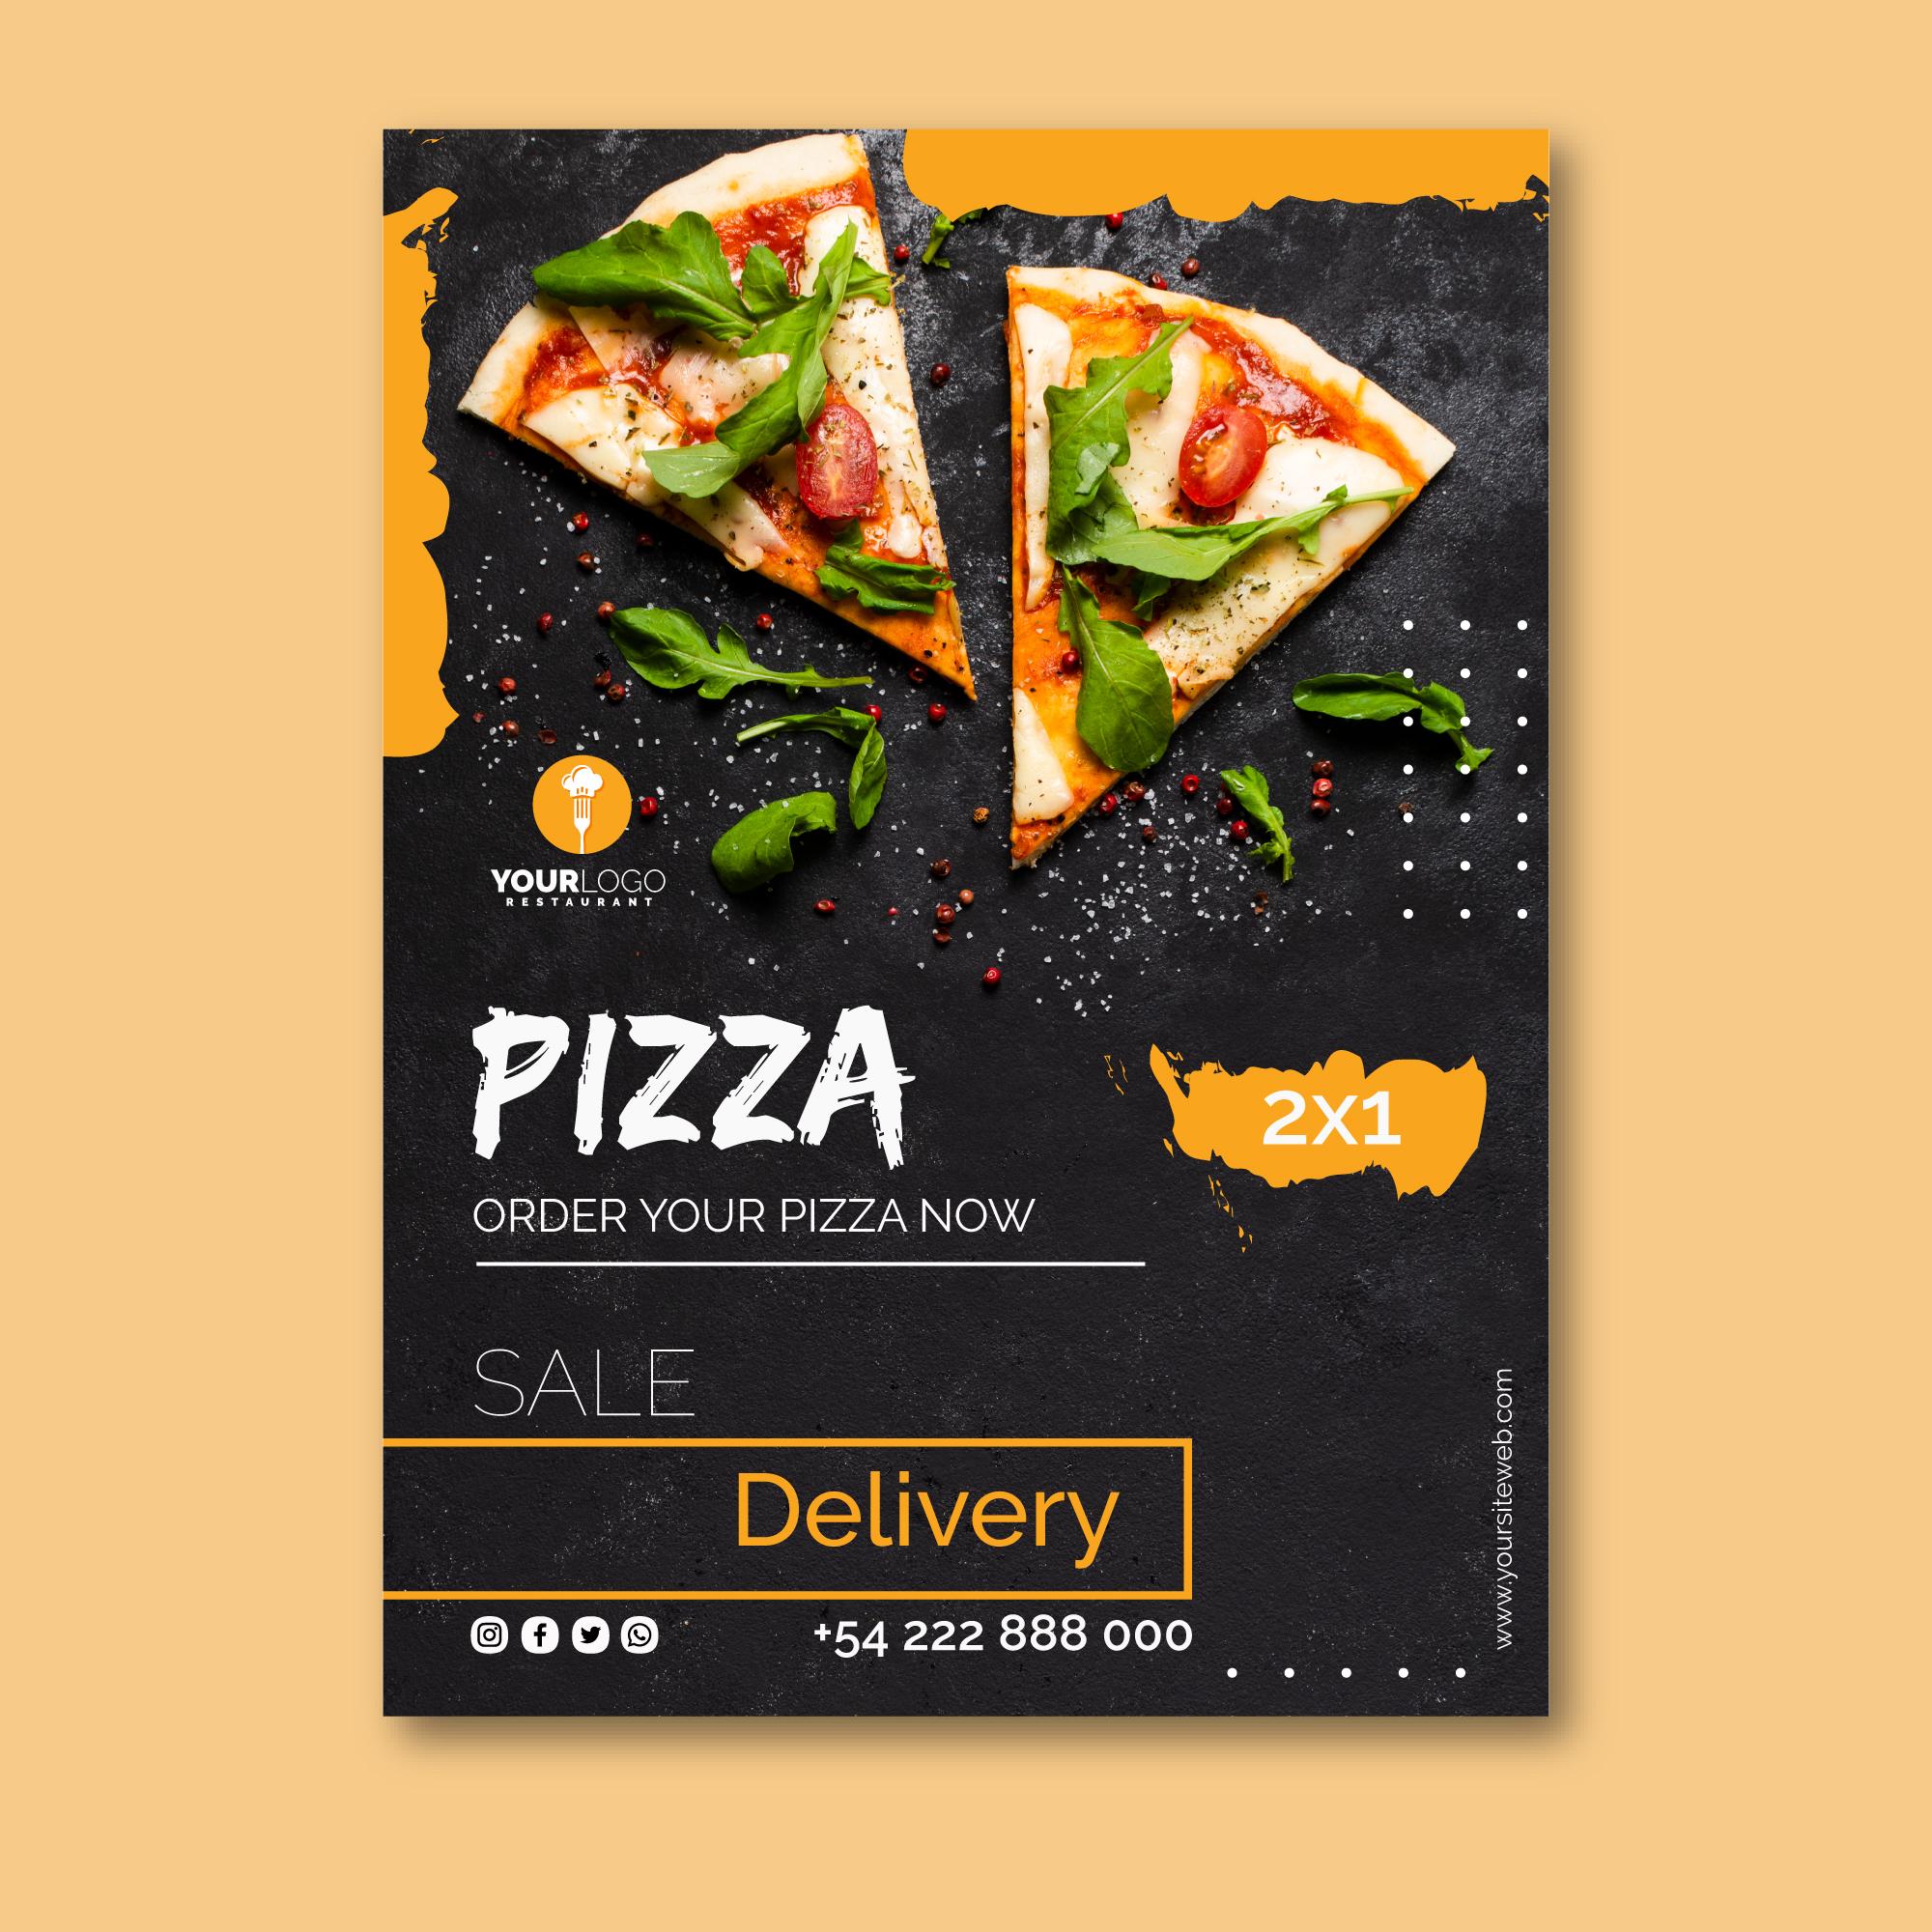 YOURLOGO
RESTAURANT
PIZZA
2X1
ORDER YOUR PIZZA NOW
SALE
Delivery
+54 222 888 000
www.yoursiteweb.com